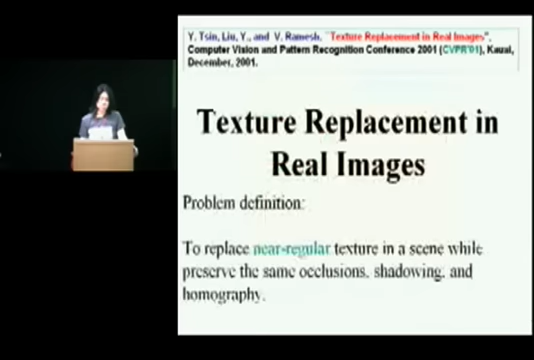 Y. Tsin, Liu, Y., and V. Ramesh, "Texture Replacement in Real Images",
Computer Vision and Pattern Recognition Conference 2001 (CVPR'01), Kauai,
December, 2001.
Texture Replacement in
Real Images
Problem definition:
To replace near-regular texture in a scene while
preserve the same occlusions, shadowing, and
homography.